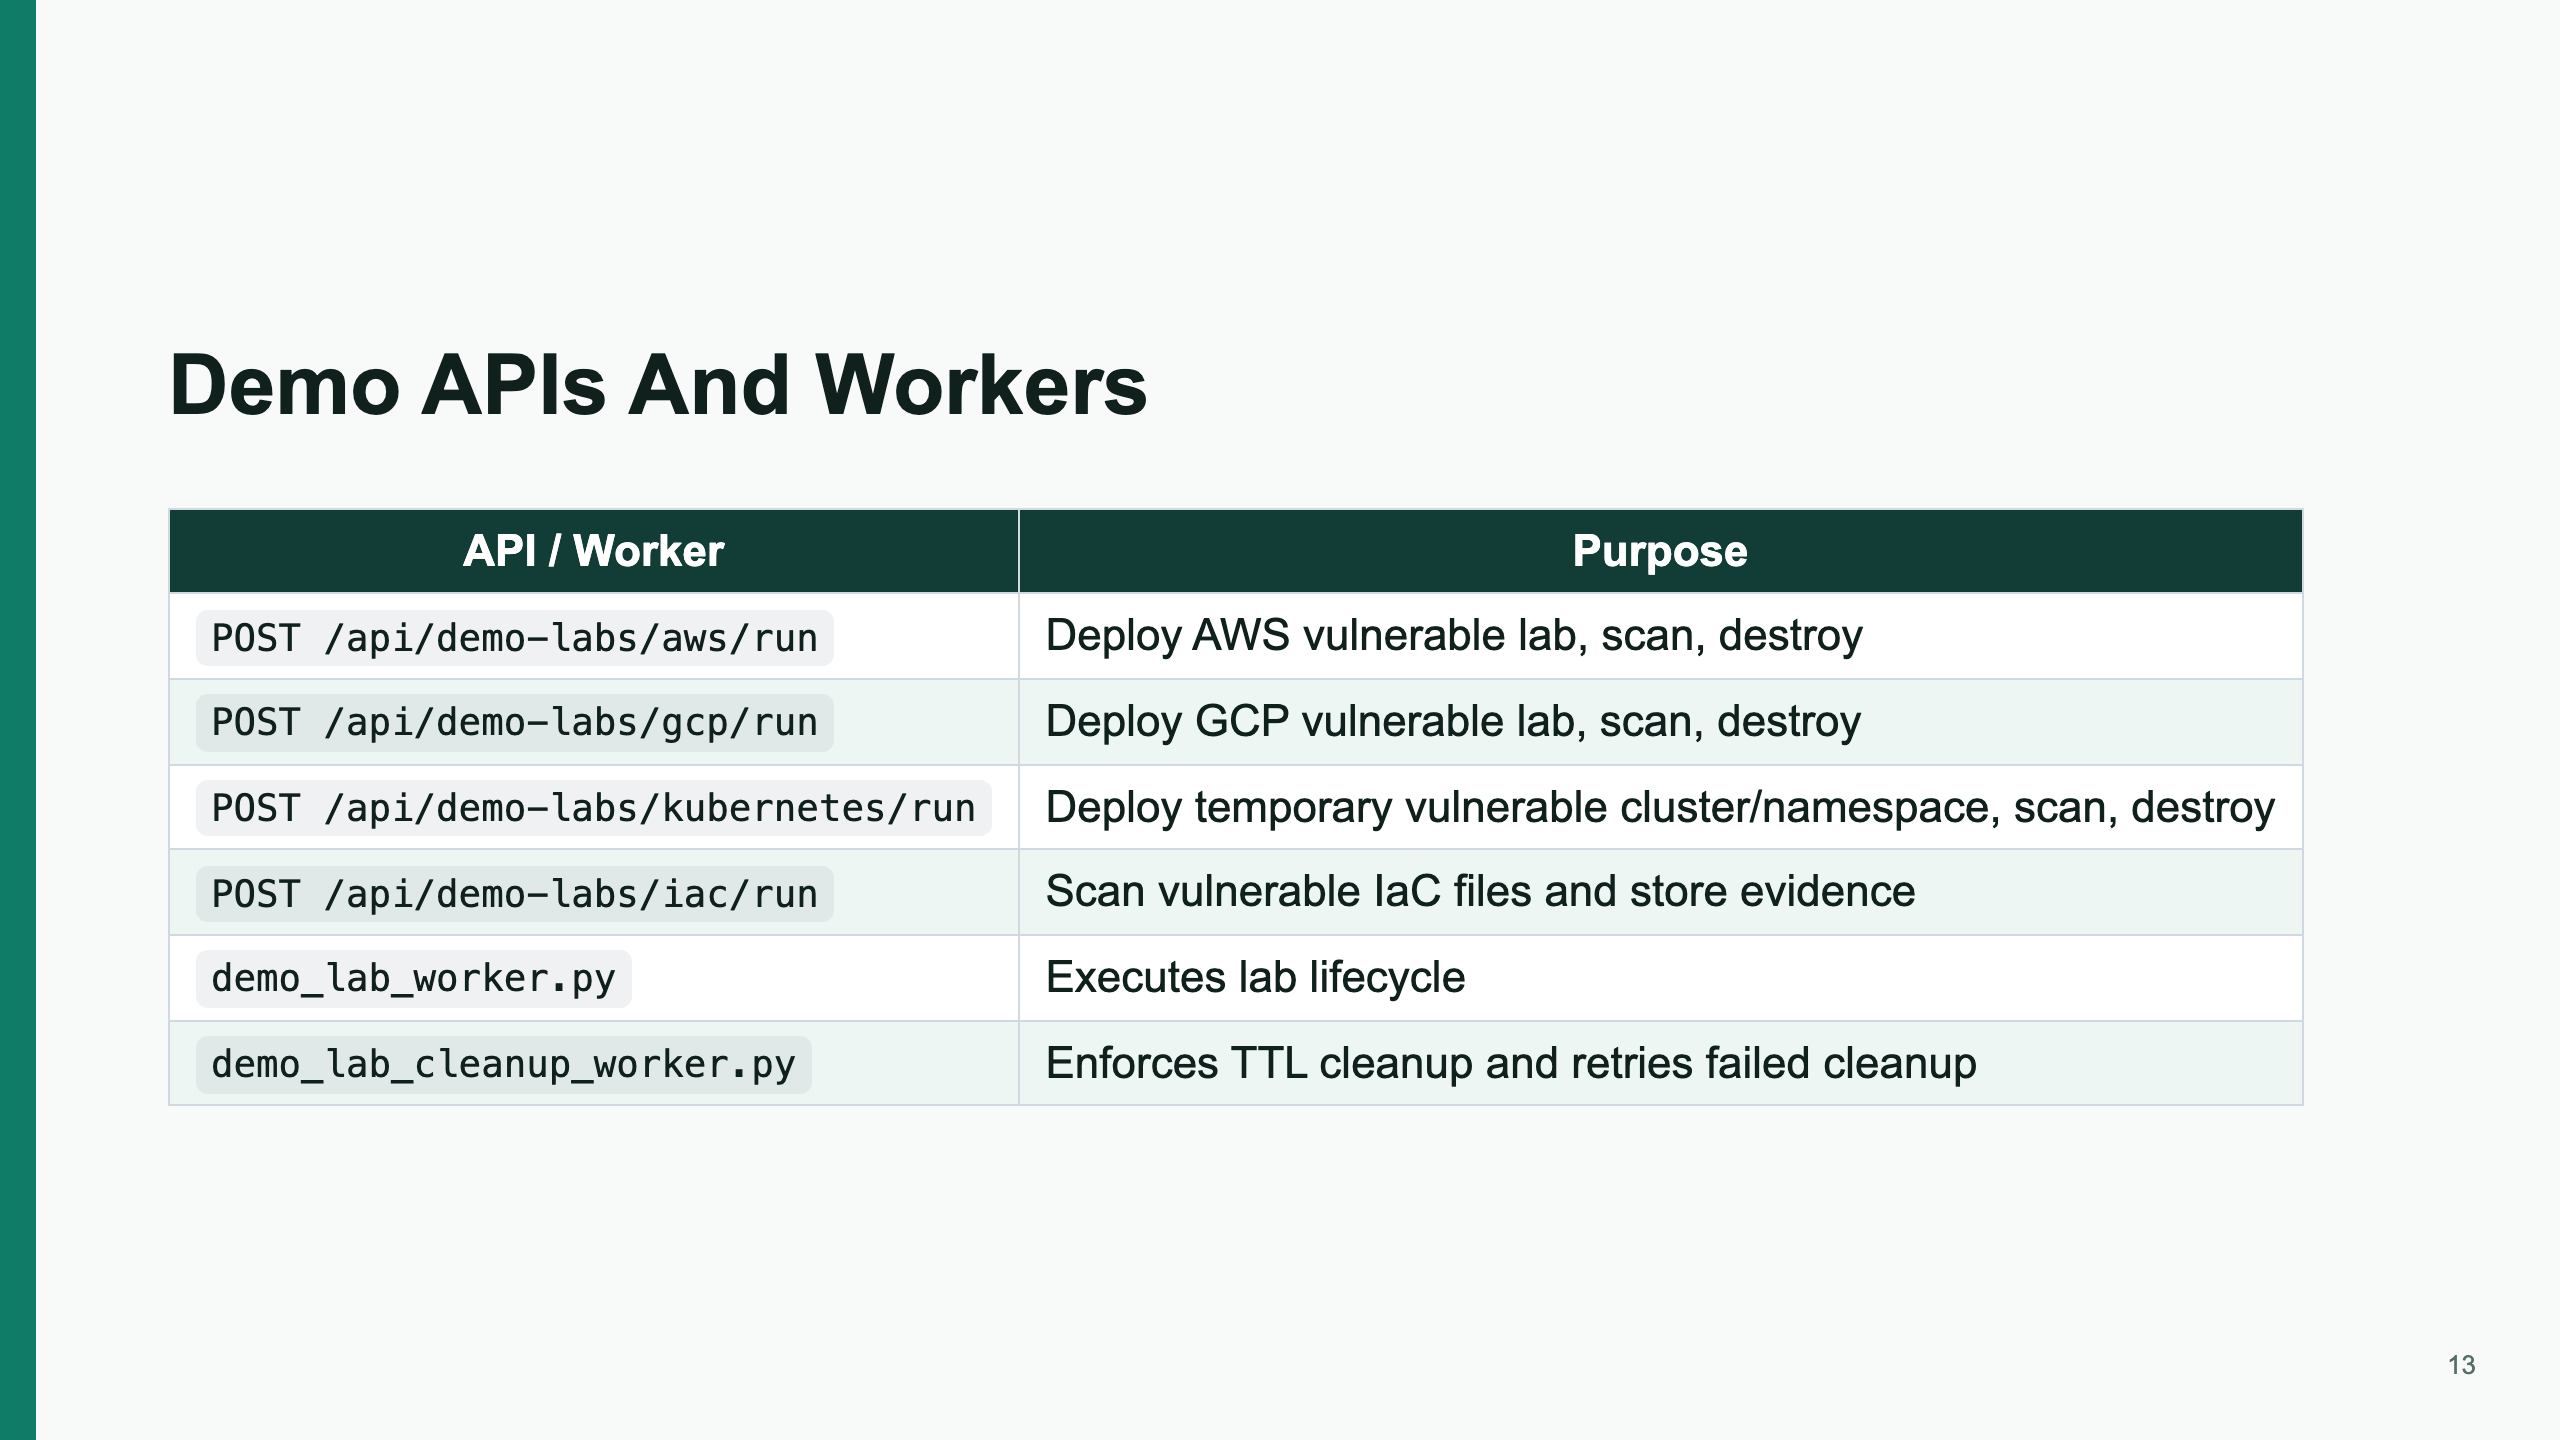 Demo APIs And Workers
API / Worker Purpose
POST /api/demo-labs/aws/run Deploy AWS vulnerable lab, scan, destroy
POST /api/demo-labs/gcp/run Deploy GCP vulnerable lab, scan, destroy
POST /api/demo-labs/kubernetes/run Deploy temporary vulnerable cluster/namespace, scan, destroy
POST /api/demo-labs/iac/run Scan vulnerable IaC files and store evidence
demo_lab_worker.py Executes lab lifecycle
demo_lab_cleanup_worker.py Enforces TTL cleanup and retries failed cleanup
13